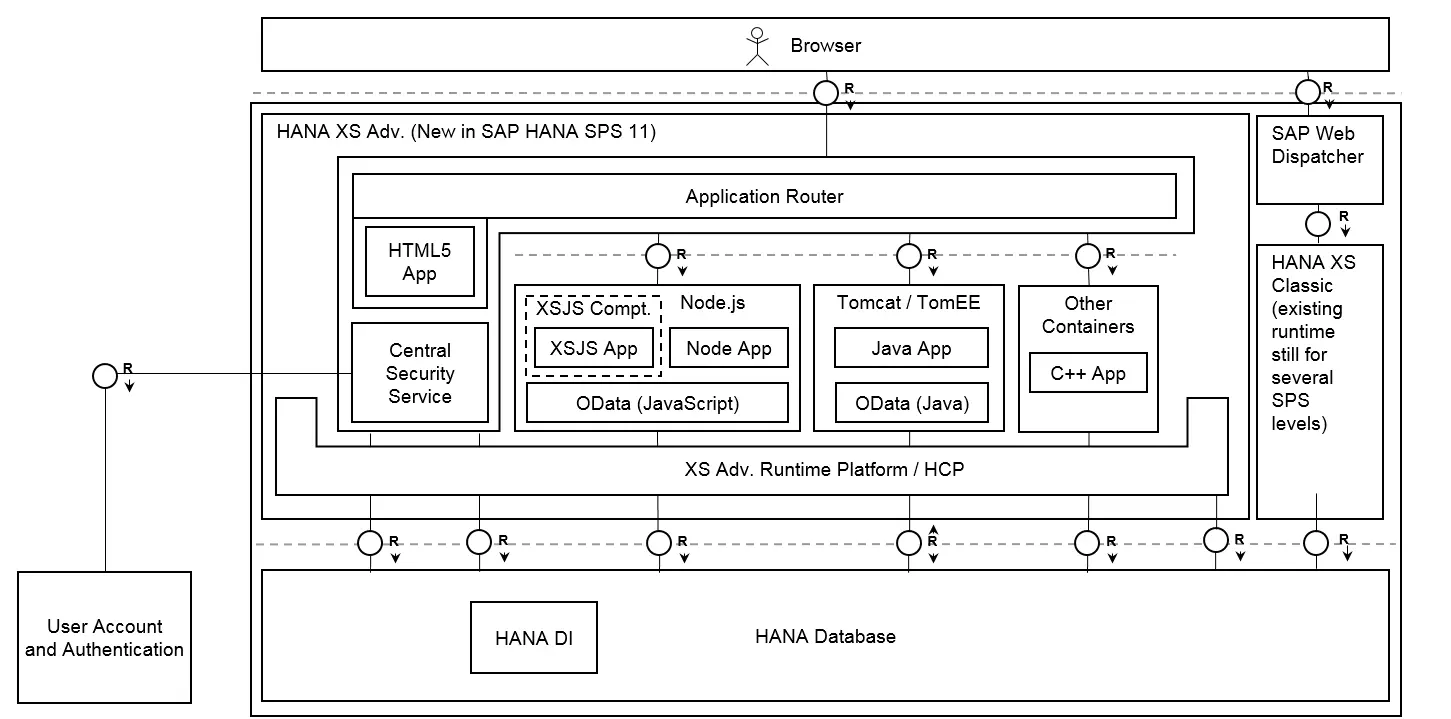 Browser
R
R
HANA XS Adv. (New in SAP HANA SPS 11)
SAP Web
Dispatcher
Application Router
R
HTML5
App
R
R
R
HANA XS
Classic
(existing
runtime
still for
several
SPS
levels)
XSJS Compt.
Node.js
Tomcat / TomEE
Other
Containers
XSJS App
Node App
Java App
C++ App
Central
Security
Service
R
OData (JavaScript)
OData (Java)
XS Adv. Runtime Platform / HCP
R
R
R
R
R
R
R
User Account
and Authentication
HANA DI
HANA Database